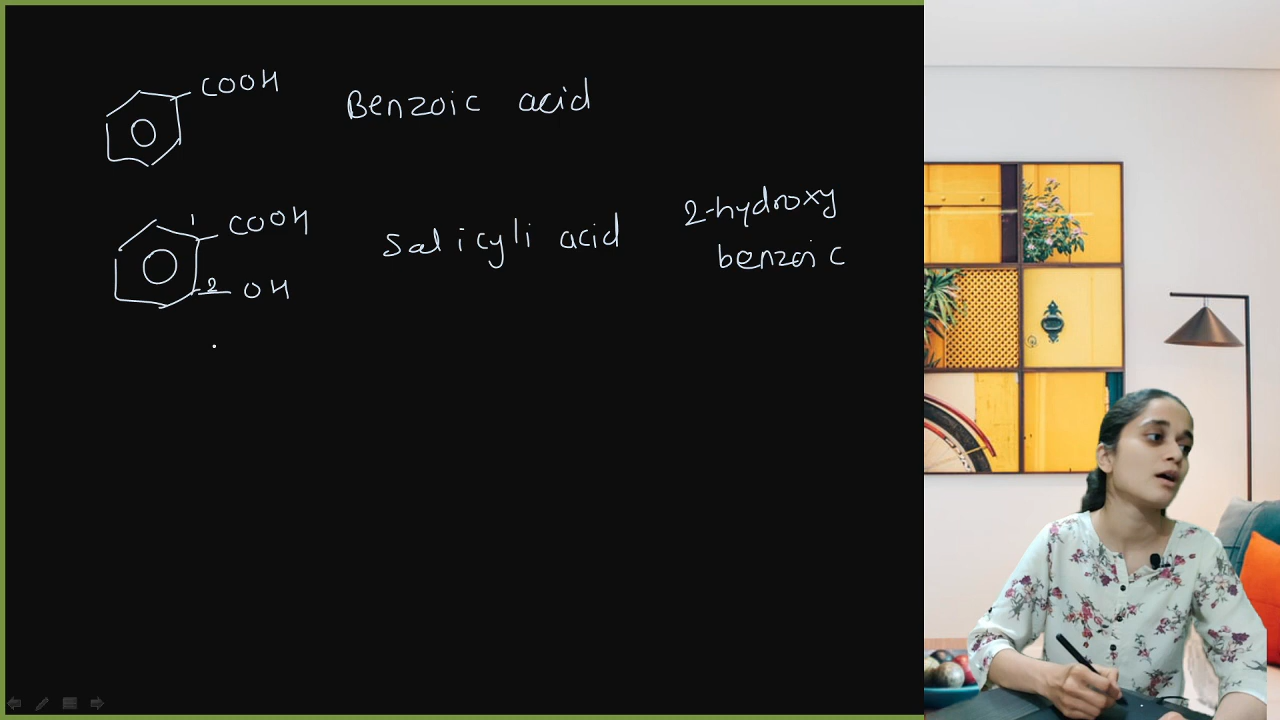 COOH
Benzoic acid
1
COOH
2
OH
Salicyli acid
2-hydroxy
benzoic